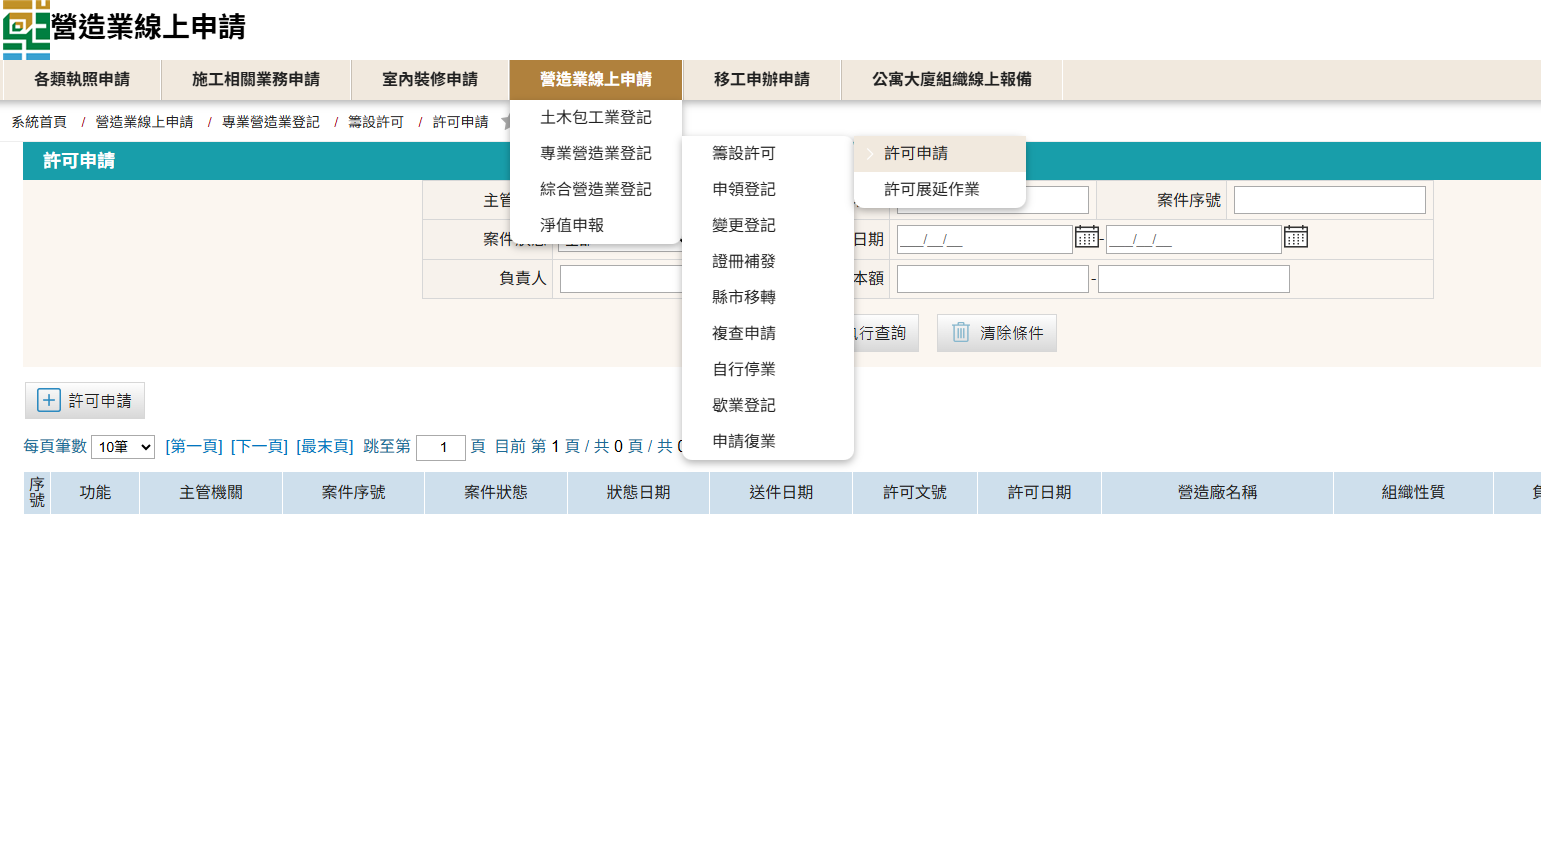 營造業線上申請
各類執照申請 施工相關業務申請 室內裝修申請 營造業線上申請 移工申辦申請 公寓大廈組織線上報備
系統首頁 / 營造業線上申請 / 專業營造業登記 / 籌設許可 / 許可申請
土木包工業登記
專業營造業登記
綜合營造業登記
淨值申報
籌設許可
申領登記
變更登記
證冊補發
縣市移轉
複查申請
自行停業
歇業登記
申請復業
許可申請
許可展延作業
許可申請
主管 案件序號
案件 日期 ___/__/__ - ___/__/__
負責人 本額 -
行查詢 清除條件
許可申請
每頁筆數 10筆 [第一頁] [下一頁] [最末頁] 跳至第 1 頁 目前 第 1 頁 / 共 0 頁 / 共
序號 功能 主管機關 案件序號 案件狀態 狀態日期 送件日期 許可文號 許可日期 營造廠名稱 組織性質